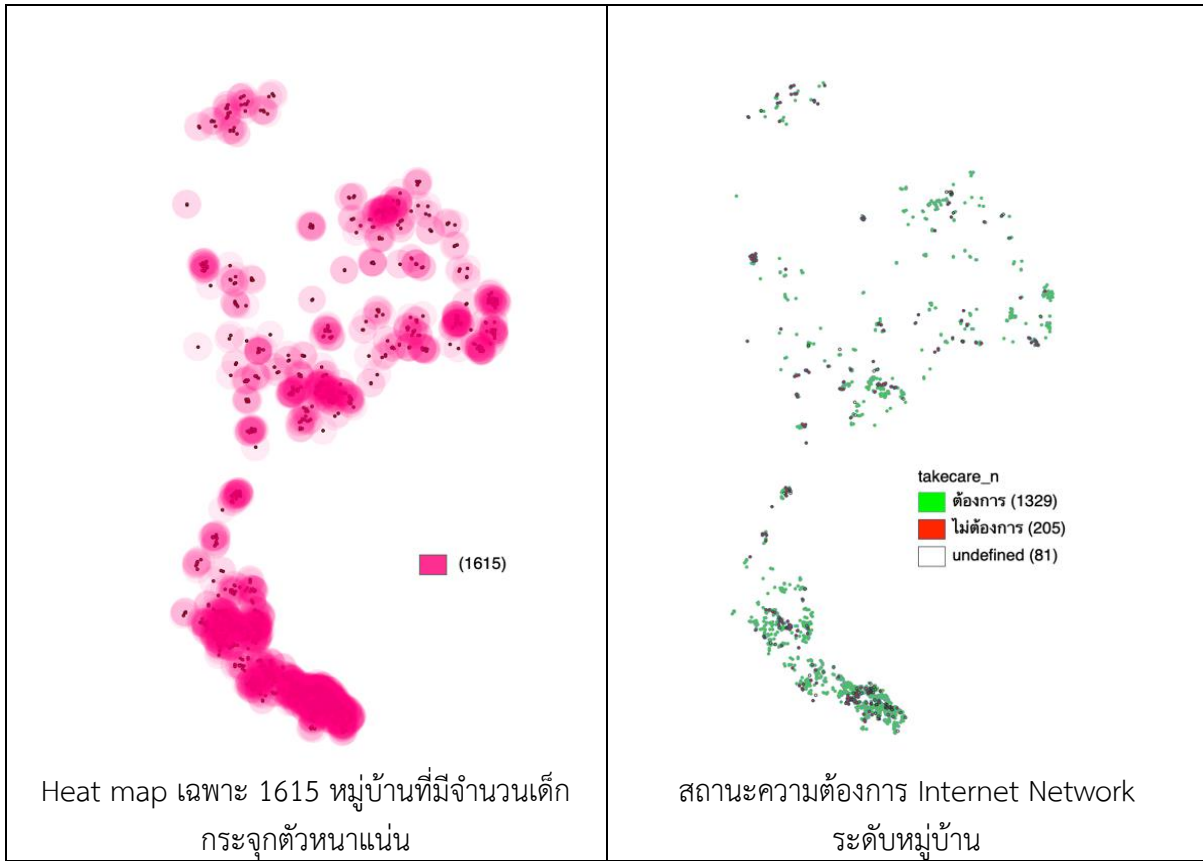 (1615)
Heat map เฉพาะ 1615 หมู่บ้านที่มีจำนวนเด็ก
กระจุกตัวหนาแน่น
takecare_n
ต้องการ (1329)
ไม่ต้องการ (205)
undefined (81)
สถานะความต้องการ Internet Network
ระดับหมู่บ้าน